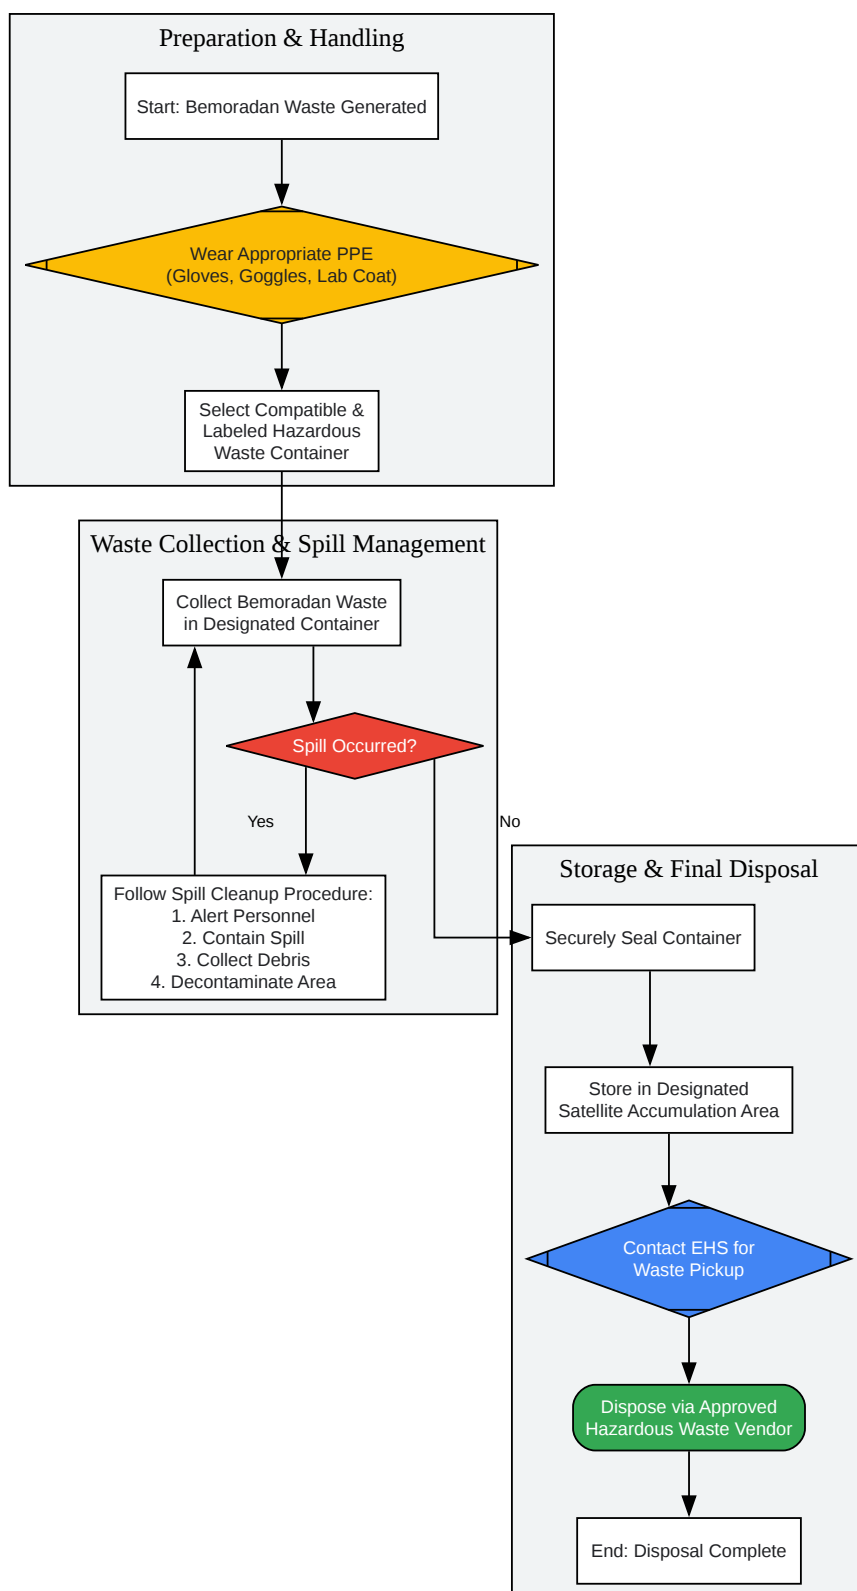 Preparation & Handling
Start: Bemoradan Waste Generated
Wear Appropriate PPE
(Gloves, Goggles, Lab Coat)
Select Compatible &
Labeled Hazardous
Waste Container
Waste Collection & Spill Management
Collect Bemoradan Waste
in Designated Container
Spill Occurred?
Yes
No
Follow Spill Cleanup Procedure:
1. Alert Personnel
2. Contain Spill
3. Collect Debris
4. Decontaminate Area
Storage & Final Disposal
Securely Seal Container
Store in Designated
Satellite Accumulation Area
Contact EHS for
Waste Pickup
Dispose via Approved
Hazardous Waste Vendor
End: Disposal Complete